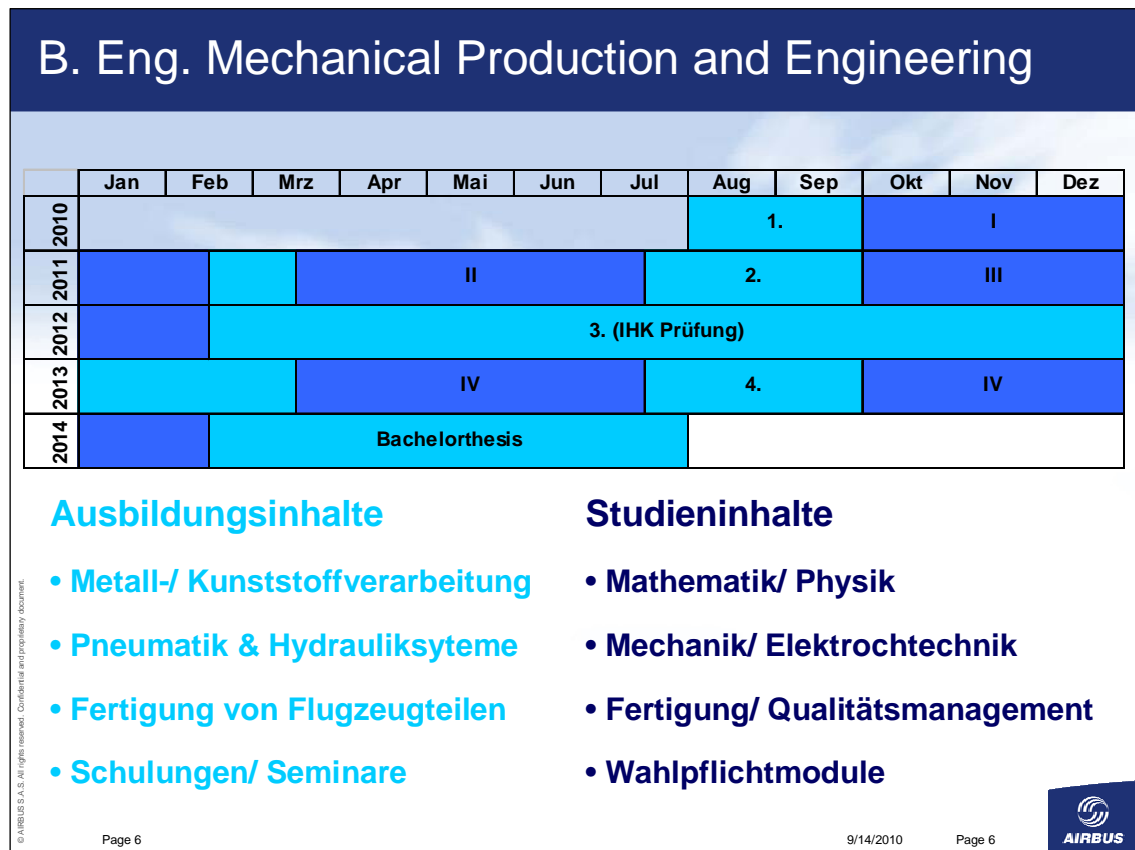 B. Eng. Mechanical Production and Engineering
Jan Feb Mrz Apr Mai Jun Jul Aug Sep Okt Nov Dez
2010 1. I
2011 II 2. III
2012 3. (IHK Prüfung)
2013 IV 4. IV
2014 Bachelorthesis
Ausbildungsinhalte
• Metall-/ Kunststoffverarbeitung
• Pneumatik & Hydrauliksyteme
• Fertigung von Flugzeugteilen
• Schulungen/ Seminare
Studieninhalte
• Mathematik/ Physik
• Mechanik/ Elektrochtechnik
• Fertigung/ Qualitätsmanagement
• Wahlpflichtmodule
© AIRBUS S.A.S. All rights reserved. Confidential and proprietary document.
Page 6
9/14/2010 Page 6
AIRBUS